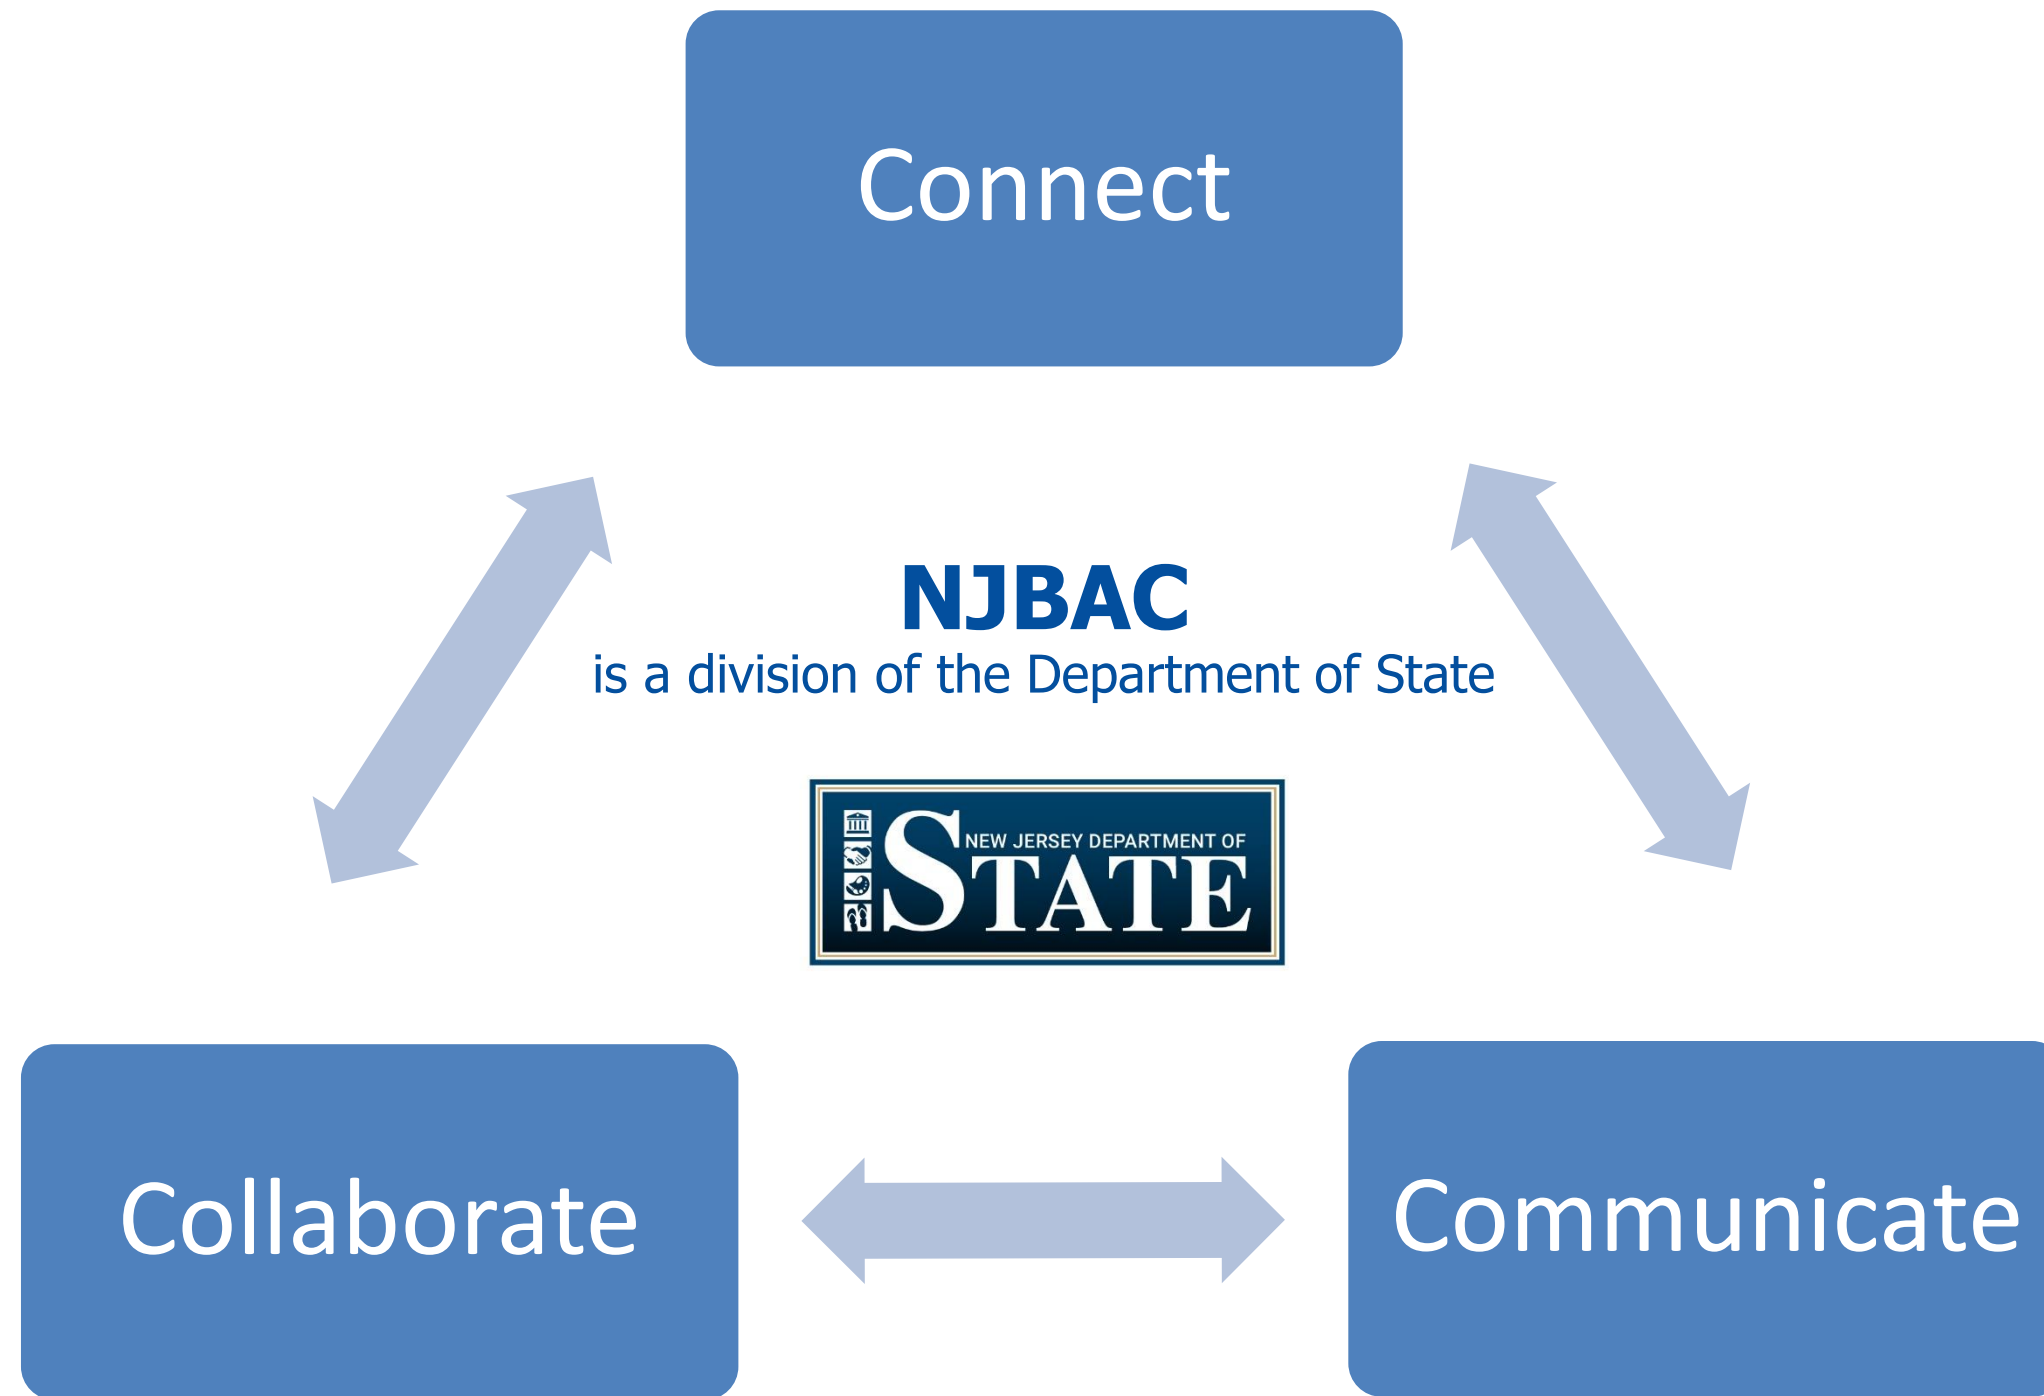 Connect
NJBAC
is a division of the Department of State
NEW JERSEY DEPARTMENT OF
STATE
Collaborate
Communicate